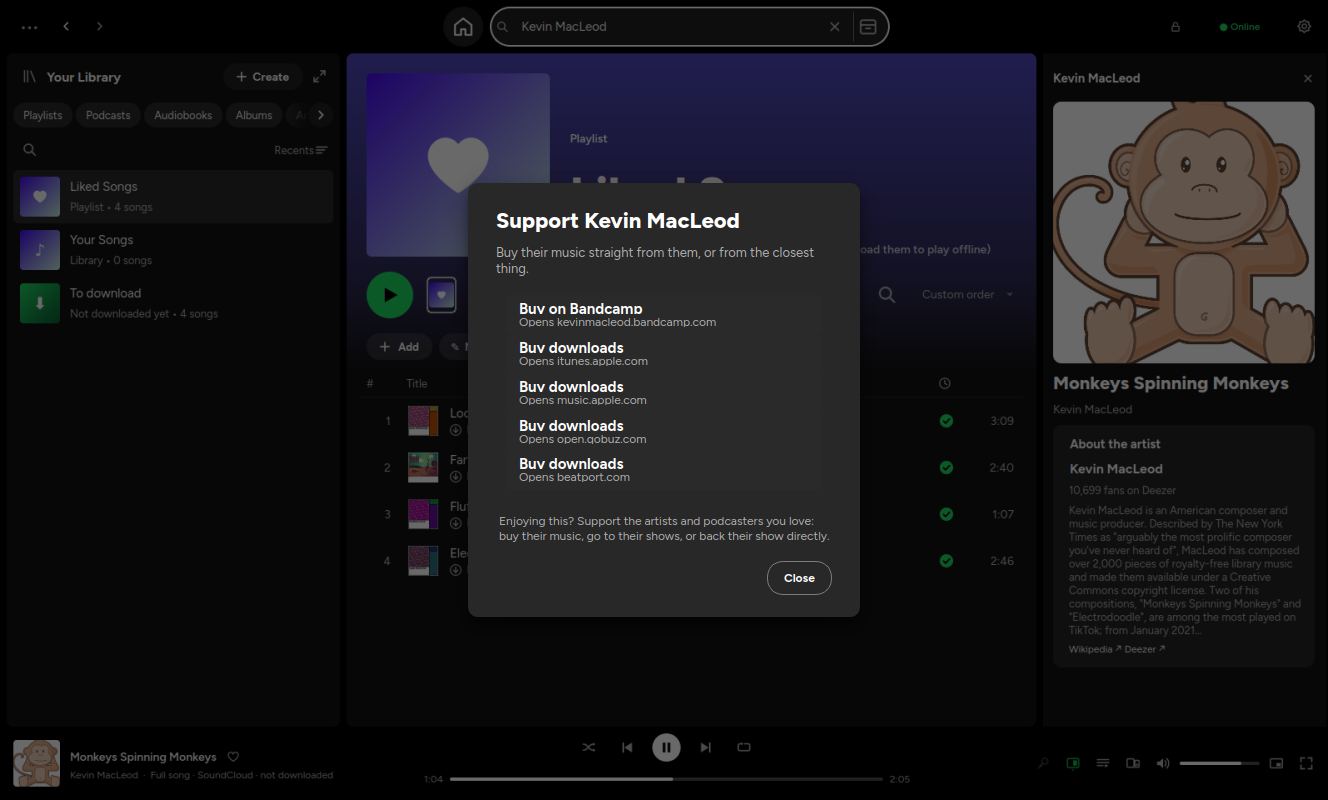 Kevin MacLeod
Online
Your Library
Create
Playlists
Podcasts
Audiobooks
Albums
Recents
Liked Songs
Playlist • 4 songs
Your Songs
Library • 0 songs
To download
Not downloaded yet • 4 songs
Playlist
oad them to play offline)
Custom order
Add
# Title
1 3:09
2 2:40
3 1:07
4 2:46
Support Kevin MacLeod
Buy their music straight from them, or from the closest
thing.
Buy on Bandcamp
Opens kevinmacleod.bandcamp.com
Buy downloads
Opens itunes.apple.com
Buy downloads
Opens music.apple.com
Buy downloads
Opens open.qobuz.com
Buy downloads
Opens beatport.com
Enjoying this? Support the artists and podcasters you love:
buy their music, go to their shows, or back their show directly.
Close
Kevin MacLeod
Monkeys Spinning Monkeys
Kevin MacLeod
About the artist
Kevin MacLeod
10,699 fans on Deezer
Kevin MacLeod is an American composer and
music producer. Described by The New York
Times as "arguably the most prolific composer
you've never heard of", MacLeod has composed
over 2,000 pieces of royalty-free library music
and made them available under a Creative
Commons copyright license. Two of his
compositions, "Monkeys Spinning Monkeys" and
"Electrodoodle", are among the most played on
TikTok; from January 2021...
Wikipedia ↗ Deezer ↗
Monkeys Spinning Monkeys
Kevin MacLeod · Full song · SoundCloud · not downloaded
1:04
2:05